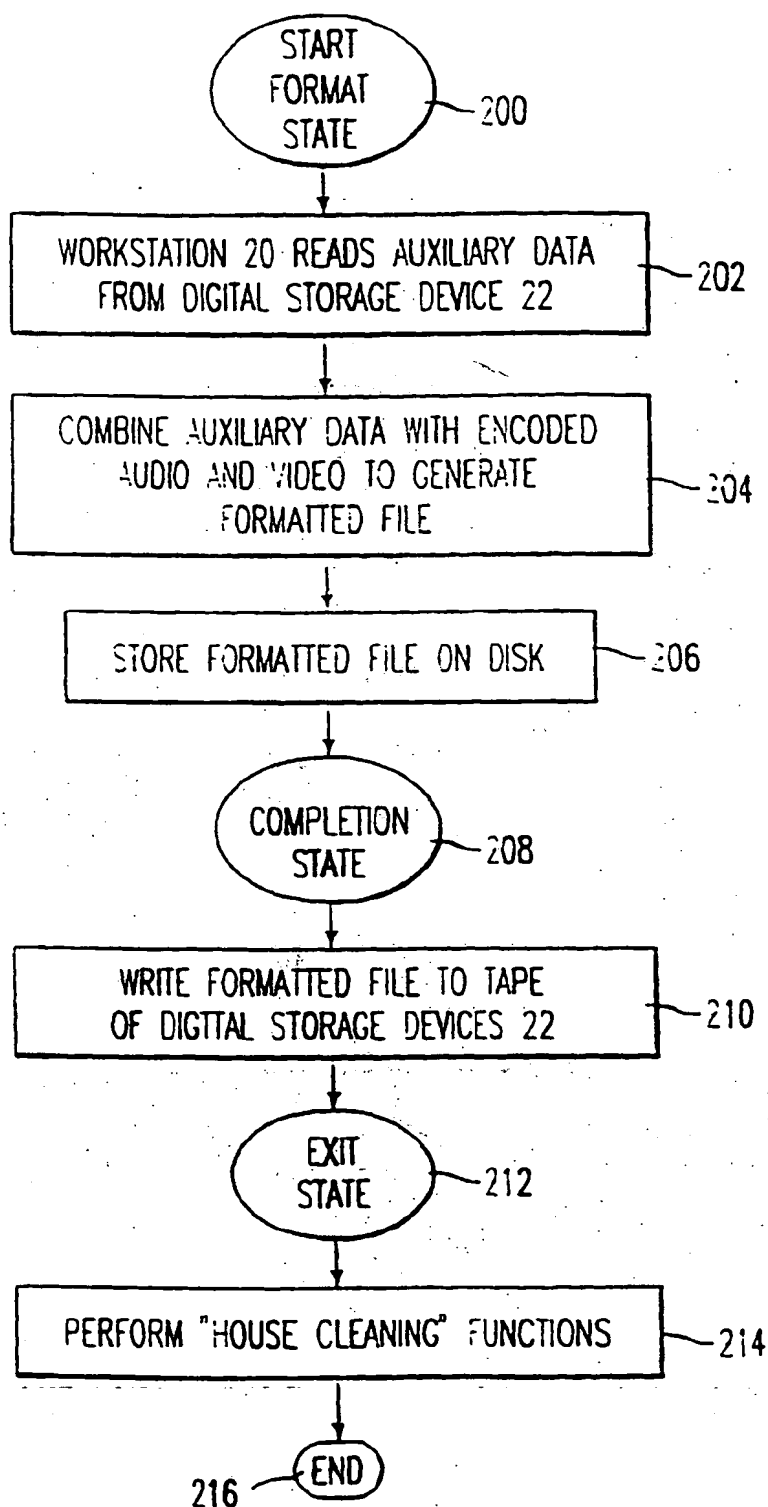 START
FORMAT
STATE
200
WORKSTATION 20 READS AUXILIARY DATA
FROM DIGITAL STORAGE DEVICE 22
202
COMBINE AUXILIARY DATA WITH ENCODED
AUDIO AND VIDEO TO GENERATE
FORMATTED FILE
204
STORE FORMATTED FILE ON DISK
206
COMPLETION
STATE
208
WRITE FORMATTED FILE TO TAPE
OF DIGITAL STORAGE DEVICES 22
210
EXIT
STATE
212
PERFORM "HOUSE CLEANING" FUNCTIONS
214
END
216